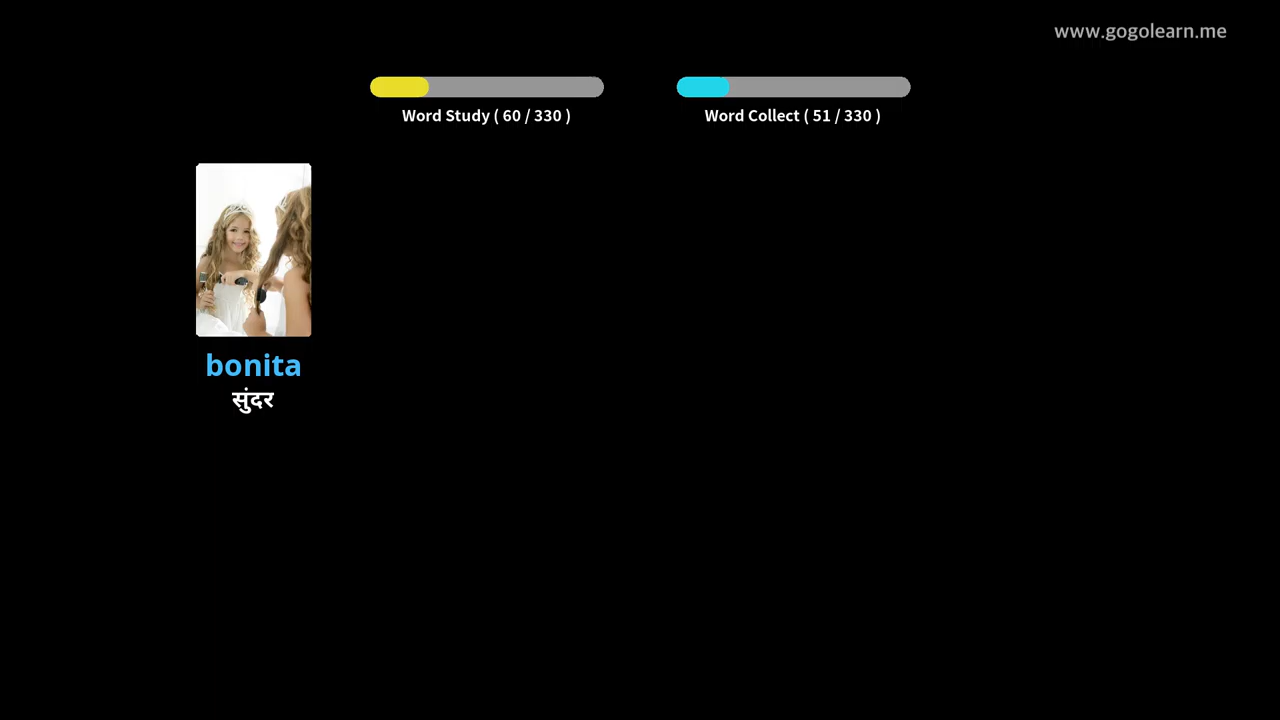 www.gogolearn.me
Word Study ( 60 / 330 )
Word Collect ( 51 / 330 )
bonita
सुंदर